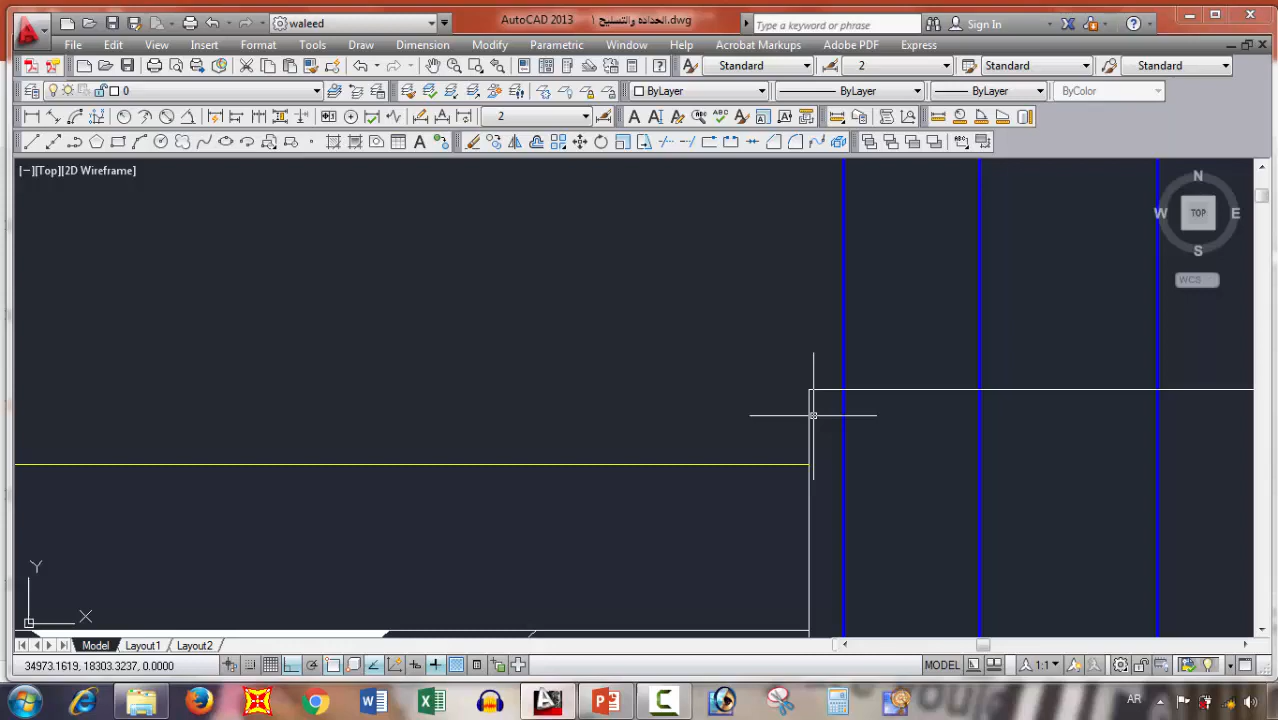 waleed
AutoCAD 2013
الحداده والتسليح ١.dwg
Type a keyword or phrase
Sign In
File Edit View Insert Format Tools Draw Dimension Modify Parametric Window Help Acrobat Markups Adobe PDF Express
Standard 2 Standard Standard
0 ByLayer ByLayer ByLayer ByColor
2
[−][Top][2D Wireframe]
N
W TOP E
S
WCS
Y
X
Model Layout1 Layout2
34973.1619, 18303.3237, 0.0000 MODEL 1:1
AR